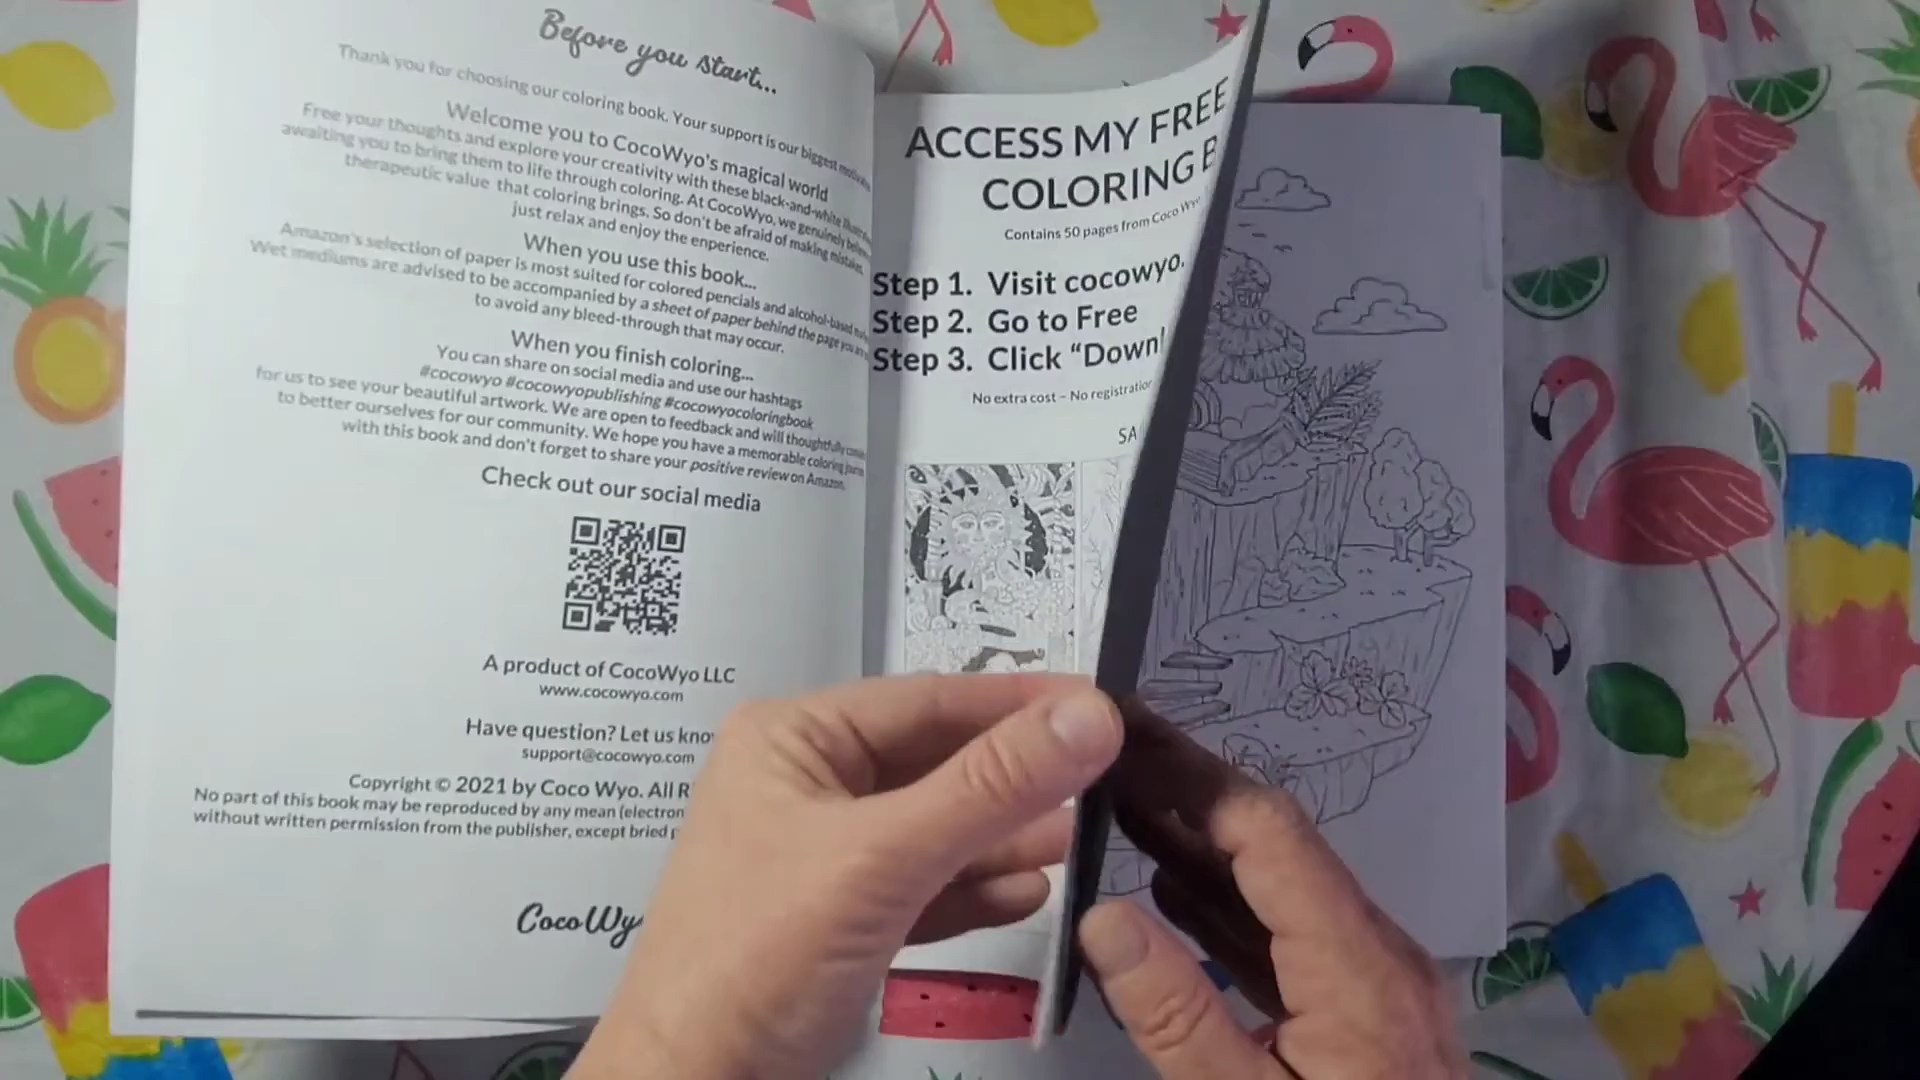 Before you start...
Thank you for choosing our coloring book. Your support is our biggest
Welcome you to CocoWyo's magical world
Free your thoughts and explore your creativity with these black-and-white
awaiting you to bring them to life through coloring. At CocoWyo, we genuinely
therapeutic value that coloring brings. So don't be afraid of making mistakes,
just relax and enjoy the enperience.
When you use this book...
Amazon's selection of paper is most suited for colored pencials and alcohol-based
Wet mediums are advised to be accompanied by a sheet of paper behind the page you are
to avoid any bleed-through that may occur.
When you finish coloring...
You can share on social media and use our hashtags
#cocowyo #cocowyopublishing #cocowyocoloringbook
for us to see your beautiful artwork. We are open to feedback and will thoughtfully
to better ourselves for our community. We hope you have a memorable coloring
with this book and don't forget to share your positive review on Amazon.
Check out our social media
A product of CocoWyo LLC
www.cocowyo.com
Have question? Let us
support@cocowyo.com
Copyright © 2021 by Coco Wyo. All
No part of this book may be reproduced by any mean
without written permission from the publisher, except bried
ACCESS MY FREE
COLORING
Contains 50 pages from Coco
Step 1. Visit cocowyo.
Step 2. Go to Free
Step 3. Click
No extra cost – No